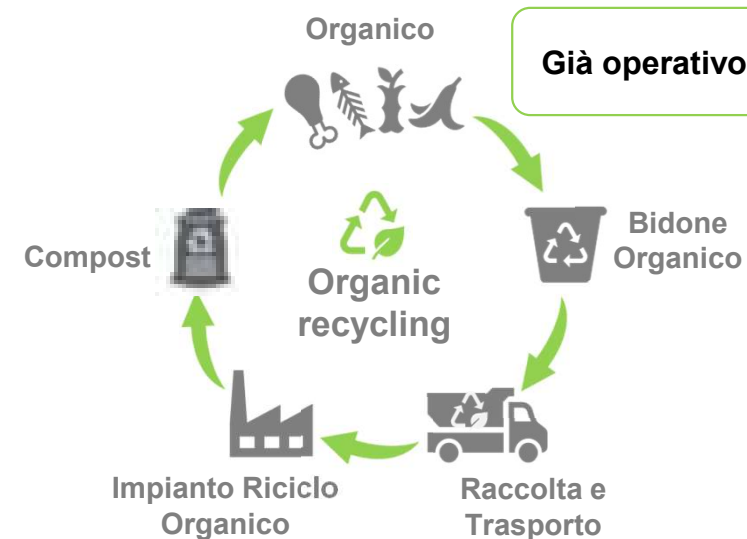 Organico
Già operativo
Bidone
Organico
Compost
Organic
recycling
Impianto Riciclo
Organico
Raccolta e
Trasporto